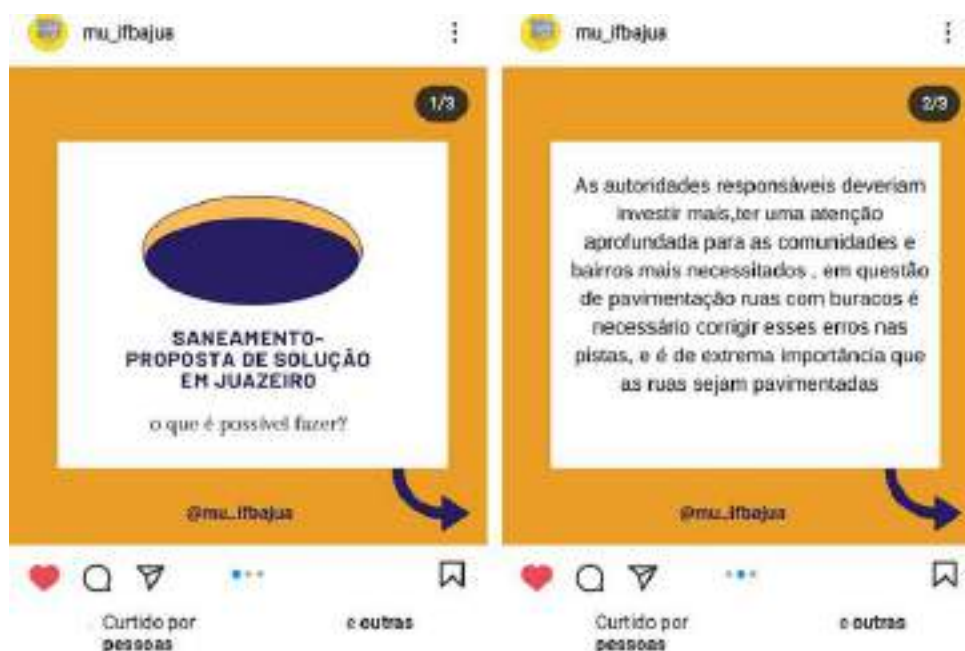 mu_ifbajua
1/3
SANEAMENTO-
PROPOSTA DE SOLUÇÃO
EM JUAZEIRO
o que é possível fazer?
@mu_ifbajua
Curtido por
e outras
pessoas
mu_ifbajua
2/3
As autoridades responsáveis deveriam
investir mais,ter uma atenção
aprofundada para as comunidades e
bairros mais necessitados . em questão
de pavimentação ruas com buracos é
necessário corrigir esses erros nas
pistas, e é de extrema importância que
as ruas sejam pavimentadas
@mu_ifbajua
Curtido por
e outras
pessoas